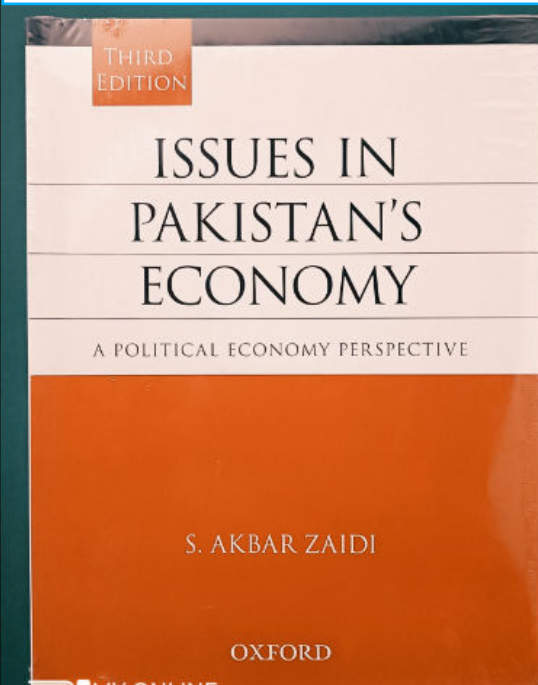 THIRD
EDITION
ISSUES IN
PAKISTAN'S
ECONOMY
A POLITICAL ECONOMY PERSPECTIVE
S. AKBAR ZAIDI
OXFORD